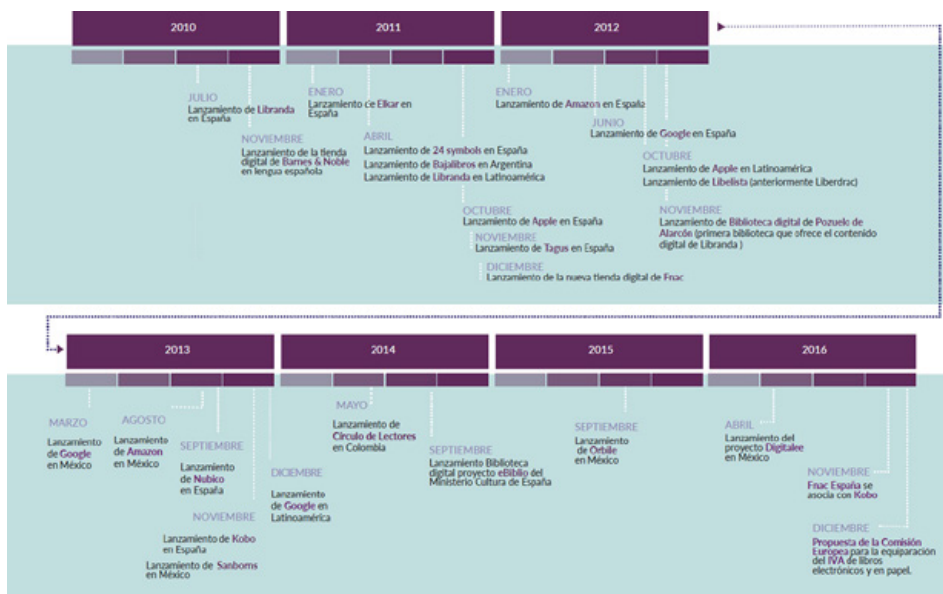 2010
2011
2012
JULIO
Lanzamiento de Libranda
en España
NOVIEMBRE
Lanzamiento de la tienda
digital de Barnes & Noble
en lengua española
ENERO
Lanzamiento de Elkar en
España
ABRIL
Lanzamiento de 24 symbols en España
Lanzamiento de Bajalibros en Argentina
Lanzamiento de Libranda en Latinoamérica
OCTUBRE
Lanzamiento de Apple en España
NOVIEMBRE
Lanzamiento de Tagus en España
DICIEMBRE
Lanzamiento de la nueva tienda digital de Fnac
ENERO
Lanzamiento de Amazon en España
JUNIO
Lanzamiento de Google en España
OCTUBRE
Lanzamiento de Apple en Latinoamérica
Lanzamiento de Libelista (anteriormente Liberdrac)
NOVIEMBRE
Lanzamiento de Biblioteca digital de Pozuelo de
Alarcón (primera biblioteca que ofrece el contenido
digital de Libranda )
2013
2014
2015
2016
MARZO
Lanzamiento
de Google
en México
AGOSTO
Lanzamiento
de Amazon
en México
SEPTIEMBRE
Lanzamiento
de Nubico
en España
NOVIEMBRE
Lanzamiento de Kobo
en España
Lanzamiento de Sanborns
en México
DICIEMBRE
Lanzamiento
de Google en
Latinoamérica
MAYO
Lanzamiento de
Círculo de Lectores
en Colombia
SEPTIEMBRE
Lanzamiento Biblioteca
digital proyecto eBiblio del
Ministerio Cultura de España
SEPTIEMBRE
Lanzamiento
de Orbile
en México
ABRIL
Lanzamiento del
proyecto Digitalee
en México
NOVIEMBRE
Fnac España se
asocia con Kobo
DICIEMBRE
Propuesta de la Comisión
Europea para la equiparación
del IVA de libros
electrónicos y en papel.